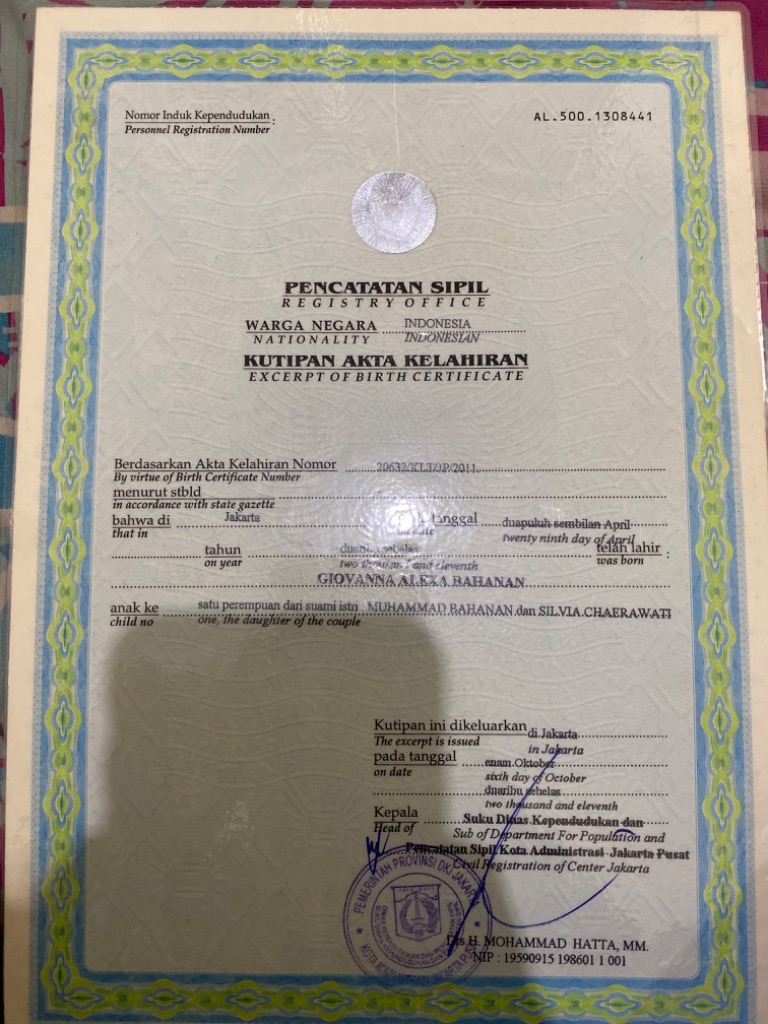 Nomor Induk Kependudukan :
Personnel Registration Number
AL.500.1308441
PENCATATAN SIPIL
REGISTRY OFFICE
WARGA NEGARA INDONESIA
NATIONALITY INDONESIAN
KUTIPAN AKTA KELAHIRAN
EXCERPT OF BIRTH CERTIFICATE
Berdasarkan Akta Kelahiran Nomor 20632/KLT/JP/2011.
By virtue of Birth Certificate Number
menurut stbld
in accordance with state gazette
bahwa di Jakarta tanggal duapuluh sembilan April
that in on date twenty ninth day of April
tahun duaribu sebelas telah lahir :
on year two thousand and eleventh was born
GIOVANNA ALEXA BAHANAN
anak ke satu perempuan dari suami istri : MUHAMMAD BAHANAN dan SILVIA CHAERAWATI
child no one, the daughter of the couple
Kutipan ini dikeluarkan di Jakarta
The excerpt is issued in Jakarta
pada tanggal enam Oktober
on date sixth day of October
duaribu sebelas
two thousand and eleventh
Kepala Suku Dinas Kependudukan dan
Head of Sub of Department For Population and
Pencatatan Sipil Kota Administrasi Jakarta Pusat
Civil Registration of Center Jakarta
PEMERINTAH PROVINSI DKI JAKARTA
KOTA ADMINISTRASI JAKARTA PUSAT
Drs H. MOHAMMAD HATTA, MM.
NIP : 19590915 198601 1 001